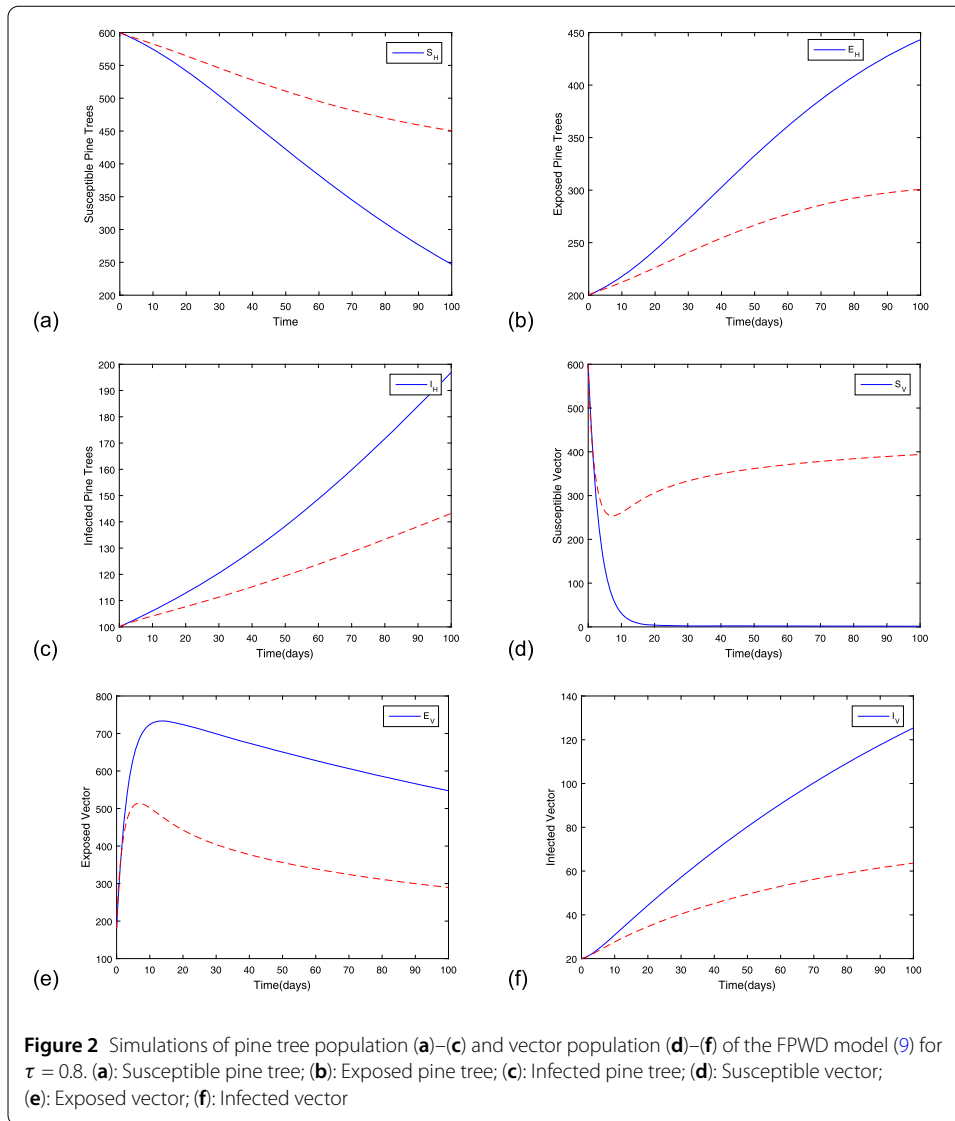 600
550
500
450
400
350
300
250
200
Susceptible Pine Trees
S_H
0 10 20 30 40 50 60 70 80 90 100
Time
(a)
450
400
350
300
250
200
Exposed Pine Trees
E_H
0 10 20 30 40 50 60 70 80 90 100
Time(days)
(b)
200
190
180
170
160
150
140
130
120
110
100
Infected Pine Trees
I_H
0 10 20 30 40 50 60 70 80 90 100
Time(days)
(c)
600
500
400
300
200
100
0
Susceptible Vector
S_V
0 10 20 30 40 50 60 70 80 90 100
Time(days)
(d)
800
700
600
500
400
300
200
100
Exposed Vector
E_V
0 10 20 30 40 50 60 70 80 90 100
Time(days)
(e)
140
120
100
80
60
40
20
Infected Vector
I_V
0 10 20 30 40 50 60 70 80 90 100
Time(days)
(f)
Figure 2 Simulations of pine tree population (a)–(c) and vector population (d)–(f) of the FPWD model (9) for
τ = 0.8. (a): Susceptible pine tree; (b): Exposed pine tree; (c): Infected pine tree; (d): Susceptible vector;
(e): Exposed vector; (f): Infected vector